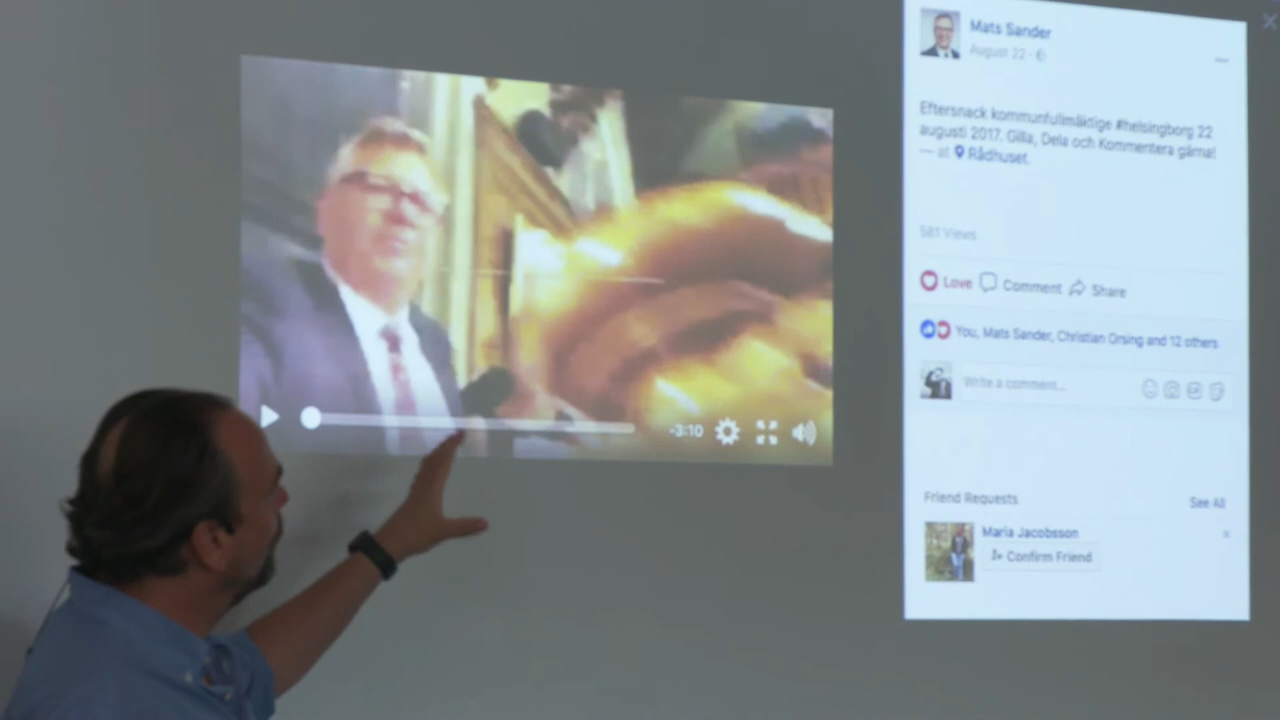 Mats Sander
August 22
Eftersnack kommunfullmäktige #helsingborg 22
augusti 2017. Gilla, Dela och Kommentera gärna!
— at Rådhuset.
581 Views
Love Comment Share
You, Mats Sander, Christian Orsing and 12 others
Write a comment...
-3:10
Friend Requests See All
Maria Jacobsson
Confirm Friend